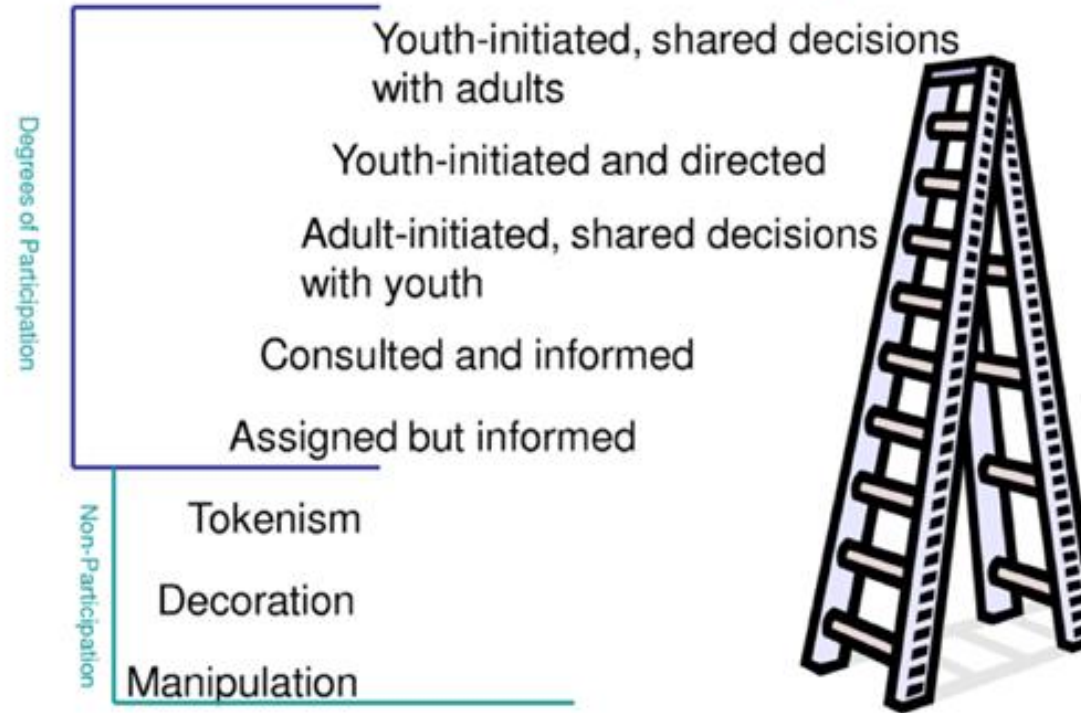 Youth-initiated, shared decisions
with adults
Youth-initiated and directed
Adult-initiated, shared decisions
with youth
Consulted and informed
Assigned but informed
Degrees of Participation
Tokenism
Decoration
Manipulation
Non-Participation